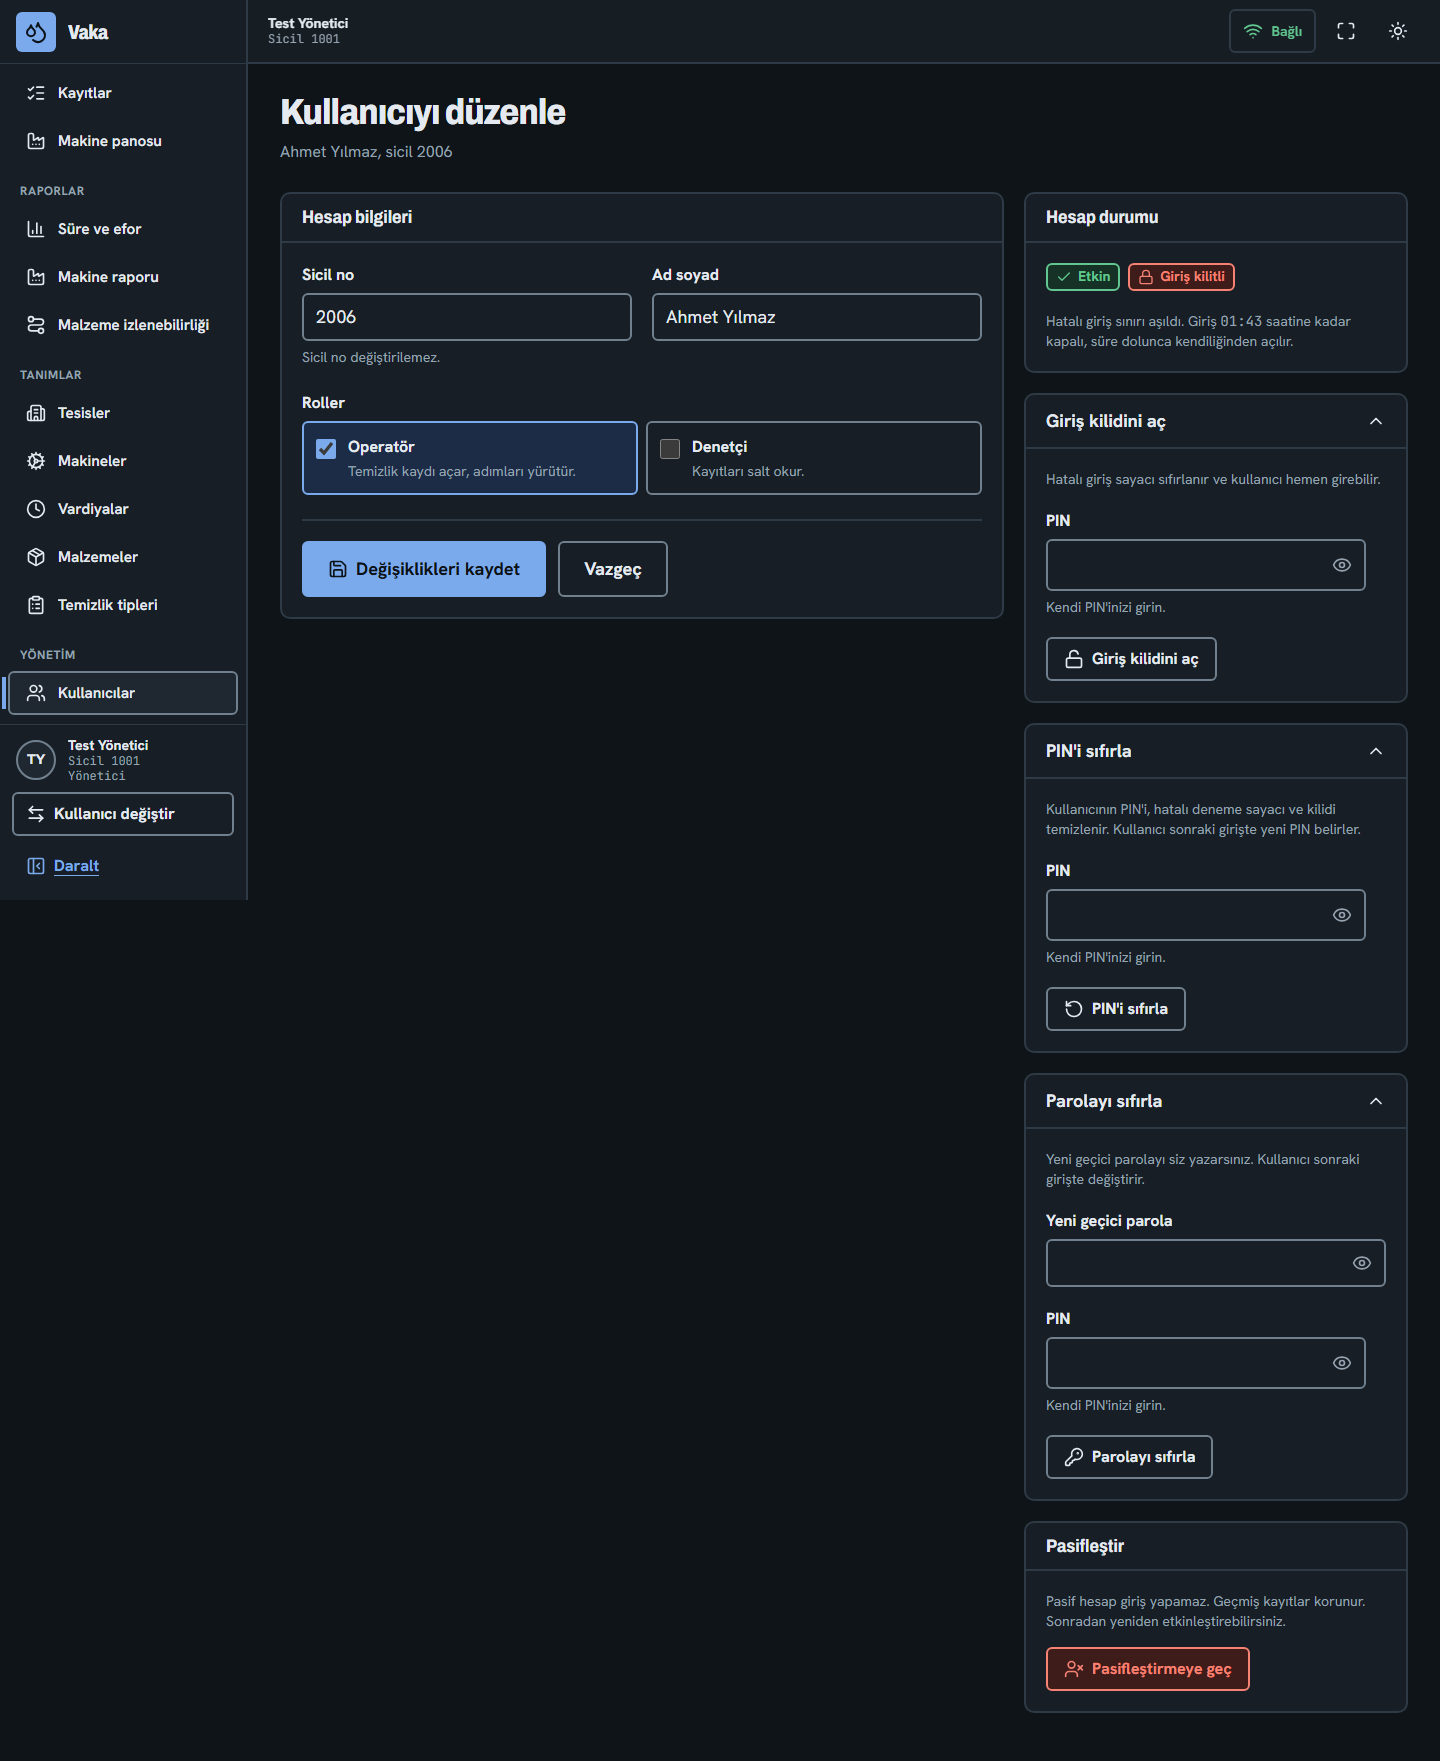 Vaka
Kayıtlar
Makine panosu
RAPORLAR
Süre ve efor
Makine raporu
Malzeme izlenebilirliği
TANIMLAR
Tesisler
Makineler
Vardiyalar
Malzemeler
Temizlik tipleri
YÖNETİM
Kullanıcılar
TY
Test Yönetici
Sicil 1001
Yönetici
Kullanıcı değiştir
Daralt
Test Yönetici
Sicil 1001
Bağlı
Kullanıcıyı düzenle
Ahmet Yılmaz, sicil 2006
Hesap bilgileri
Sicil no
2006
Sicil no değiştirilemez.
Ad soyad
Ahmet Yılmaz
Roller
Operatör
Temizlik kaydı açar, adımları yürütür.
Denetçi
Kayıtları salt okur.
Değişiklikleri kaydet
Vazgeç
Hesap durumu
Etkin
Giriş kilitli
Hatalı giriş sınırı aşıldı. Giriş 01:43 saatine kadar
kapalı, süre dolunca kendiliğinden açılır.
Giriş kilidini aç
Hatalı giriş sayacı sıfırlanır ve kullanıcı hemen girebilir.
PIN
Kendi PIN'inizi girin.
Giriş kilidini aç
PIN'i sıfırla
Kullanıcının PIN'i, hatalı deneme sayacı ve kilidi
temizlenir. Kullanıcı sonraki girişte yeni PIN belirler.
PIN
Kendi PIN'inizi girin.
PIN'i sıfırla
Parolayı sıfırla
Yeni geçici parolayı siz yazarsınız. Kullanıcı sonraki
girişte değiştirir.
Yeni geçici parola
PIN
Kendi PIN'inizi girin.
Parolayı sıfırla
Pasifleştir
Pasif hesap giriş yapamaz. Geçmiş kayıtlar korunur.
Sonradan yeniden etkinleştirebilirsiniz.
Pasifleştirmeye geç